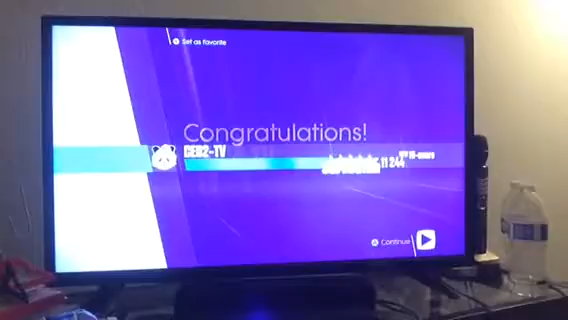 Set as favorite
Congratulations!
CEB2-TV
11 244
Continue